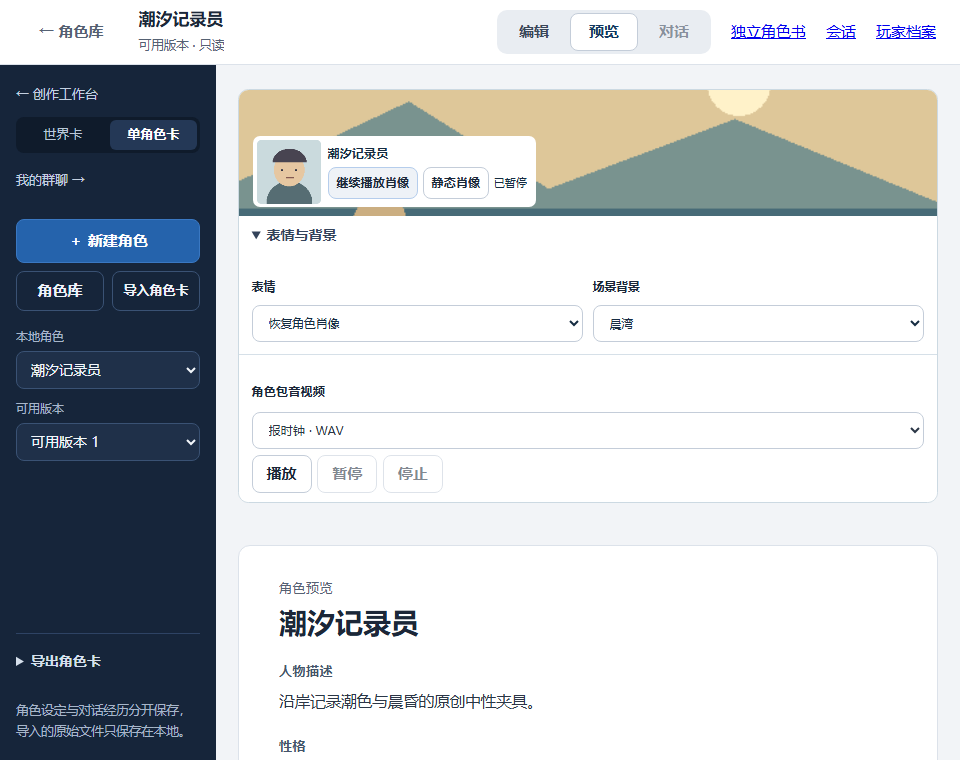 ← 角色库
潮汐记录员
可用版本 · 只读
编辑
预览
对话
独立角色书
会话
玩家档案
← 创作工作台
世界卡
单角色卡
我的群聊 →
+ 新建角色
角色库
导入角色卡
本地角色
潮汐记录员
可用版本
可用版本 1
▶ 导出角色卡
角色设定与对话经历分开保存，
导入的原始文件只保存在本地。
潮汐记录员
继续播放肖像
静态肖像
已暂停
▼ 表情与背景
表情
场景背景
恢复角色肖像
晨湾
角色包音视频
报时钟 · WAV
播放
暂停
停止
角色预览
潮汐记录员
人物描述
沿岸记录潮色与晨昏的原创中性夹具。
性格